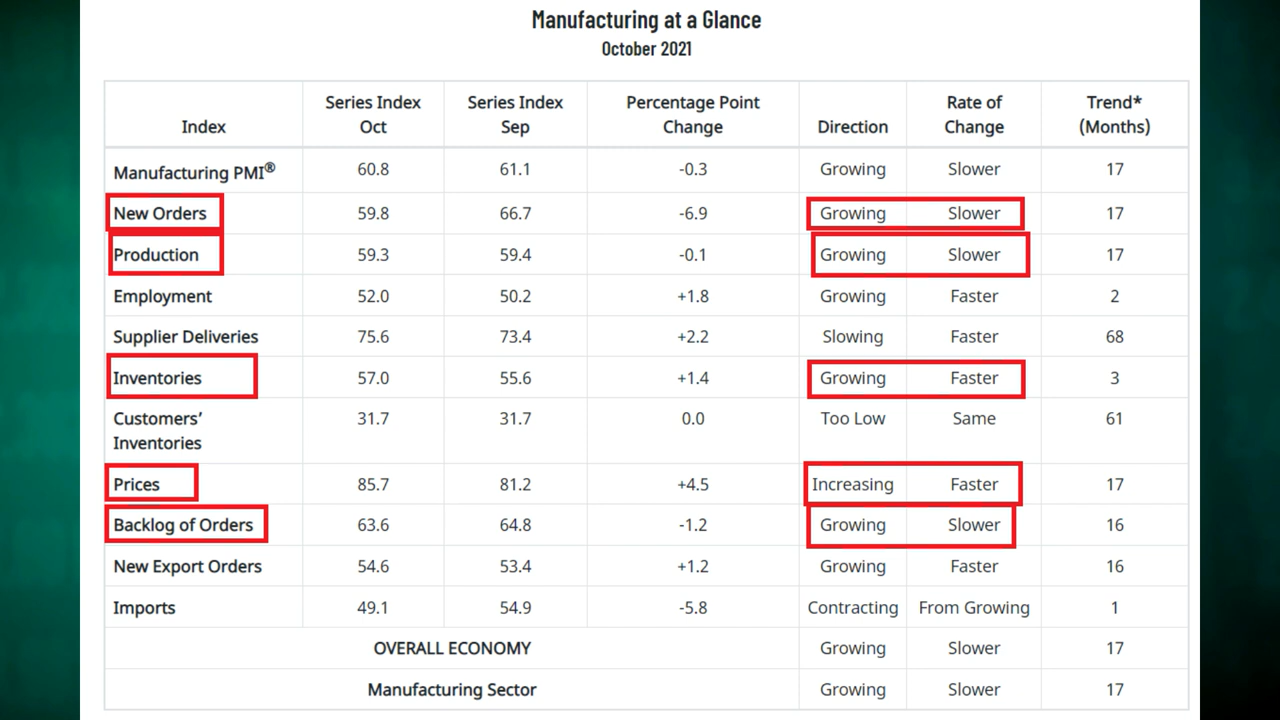 Manufacturing at a Glance
October 2021
Index
Series Index Oct
Series Index Sep
Percentage Point Change
Direction
Rate of Change
Trend* (Months)
Manufacturing PMI® 60.8 61.1 -0.3 Growing Slower 17
New Orders 59.8 66.7 -6.9 Growing Slower 17
Production 59.3 59.4 -0.1 Growing Slower 17
Employment 52.0 50.2 +1.8 Growing Faster 2
Supplier Deliveries 75.6 73.4 +2.2 Slowing Faster 68
Inventories 57.0 55.6 +1.4 Growing Faster 3
Customers’ Inventories 31.7 31.7 0.0 Too Low Same 61
Prices 85.7 81.2 +4.5 Increasing Faster 17
Backlog of Orders 63.6 64.8 -1.2 Growing Slower 16
New Export Orders 54.6 53.4 +1.2 Growing Faster 16
Imports 49.1 54.9 -5.8 Contracting From Growing 1
OVERALL ECONOMY Growing Slower 17
Manufacturing Sector Growing Slower 17